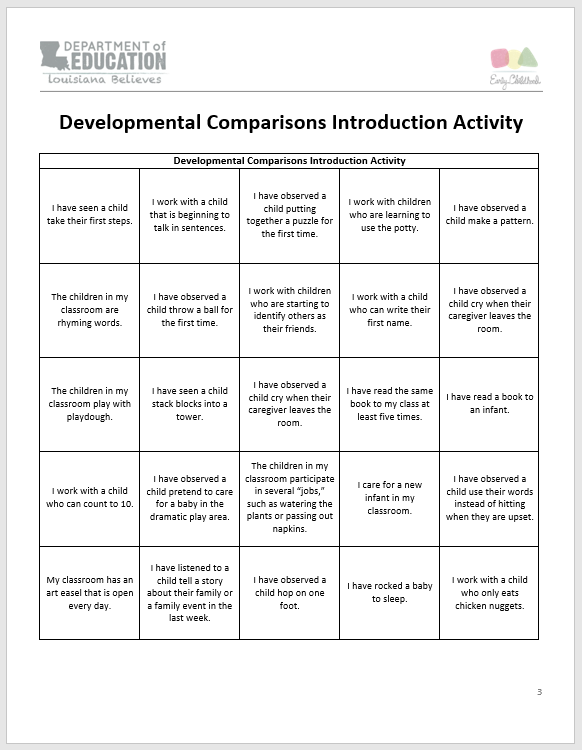 DEPARTMENT of
EDUCATION
Louisiana Believes
Early Childhood
Developmental Comparisons Introduction Activity
Developmental Comparisons Introduction Activity
I have seen a child
take their first steps.
I work with a child
that is beginning to
talk in sentences.
I have observed a
child putting
together a puzzle for
the first time.
I work with children
who are learning to
use the potty.
I have observed a
child make a pattern.
The children in my
classroom are
rhyming words.
I have observed a
child throw a ball for
the first time.
I work with children
who are starting to
identify others as
their friends.
I work with a child
who can write their
first name.
I have observed a
child cry when their
caregiver leaves the
room.
The children in my
classroom play with
playdough.
I have seen a child
stack blocks into a
tower.
I have observed a
child cry when their
caregiver leaves the
room.
I have read the same
book to my class at
least five times.
I have read a book to
an infant.
I work with a child
who can count to 10.
I have observed a
child pretend to care
for a baby in the
dramatic play area.
The children in my
classroom participate
in several “jobs,”
such as watering the
plants or passing out
napkins.
I care for a new
infant in my
classroom.
I have observed a
child use their words
instead of hitting
when they are upset.
My classroom has an
art easel that is open
every day.
I have listened to a
child tell a story
about their family or
a family event in the
last week.
I have observed a
child hop on one
foot.
I have rocked a baby
to sleep.
I work with a child
who only eats
chicken nuggets.
3